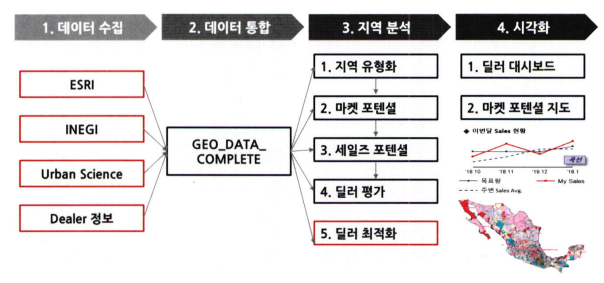 1. 데이터 수집
2. 데이터 통합
3. 지역 분석
4. 시각화
ESRI
INEGI
Urban Science
Dealer 정보
GEO_DATA_
COMPLETE
1. 지역 유형화
2. 마켓 포텐셜
3. 세일즈 포텐셜
4. 딜러 평가
5. 딜러 최적화
1. 딜러 대시보드
2. 마켓 포텐셜 지도
◆ 이번달 Sales 현황
'18 10 '18 11 '18 12 '18. 1
목표량 My Sales
주변 Sales Avg.